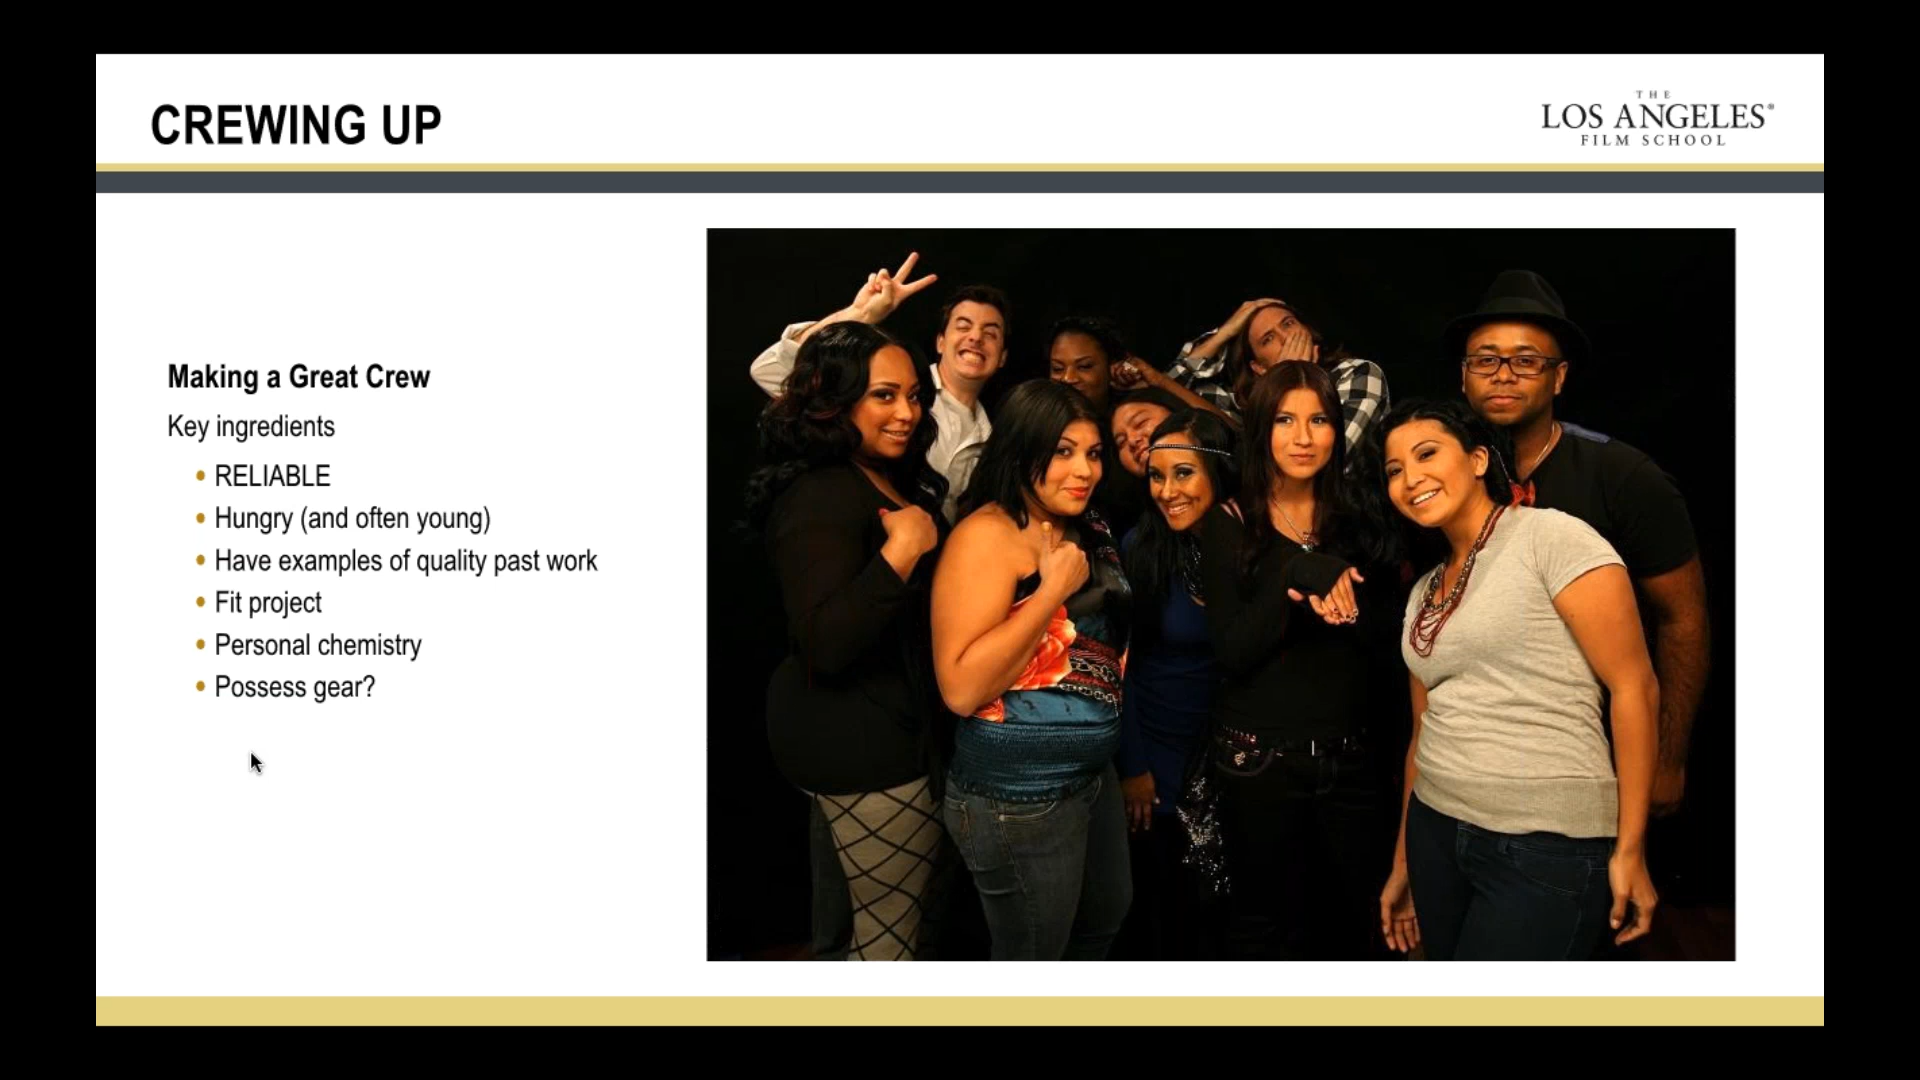 CREWING UP
THE
LOS ANGELES®
FILM SCHOOL
Making a Great Crew
Key ingredients
• RELIABLE
• Hungry (and often young)
• Have examples of quality past work
• Fit project
• Personal chemistry
• Possess gear?